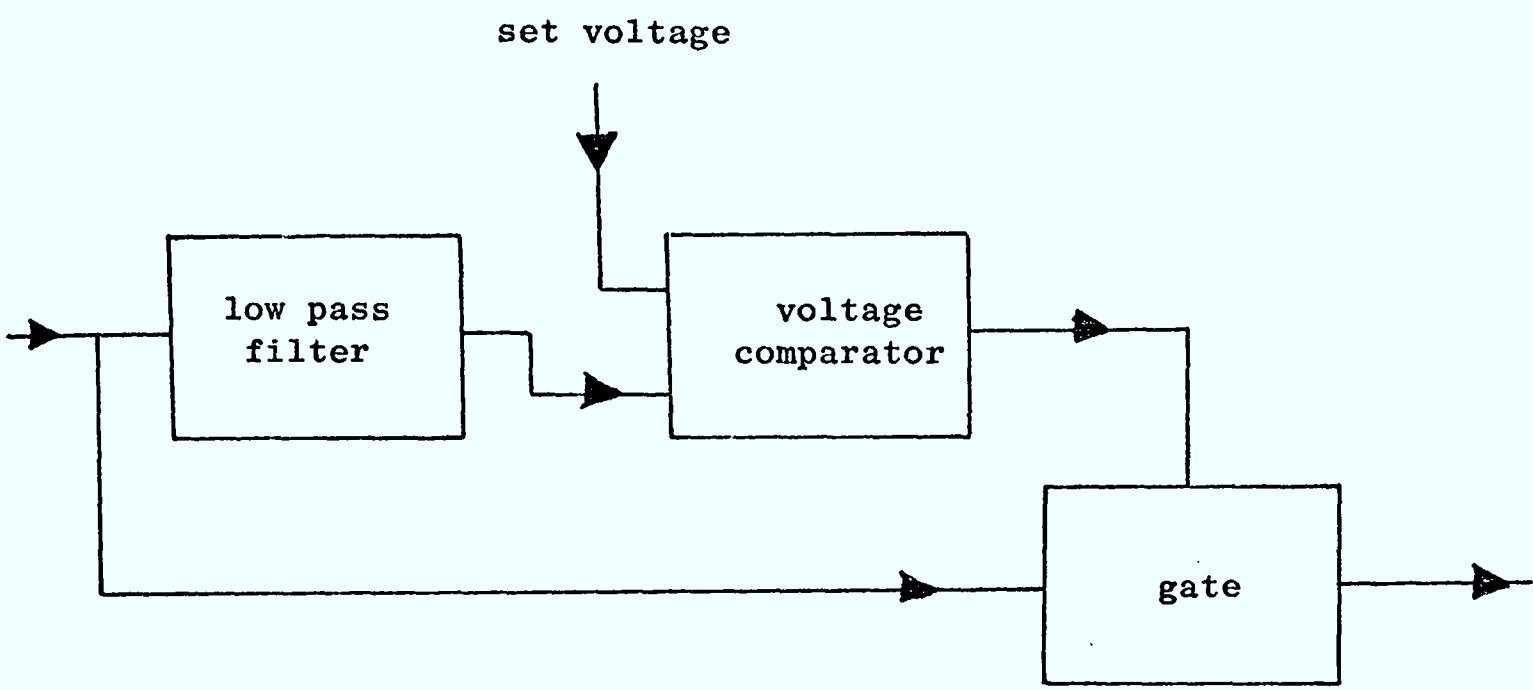 set voltage
low pass
filter
voltage
comparator
gate